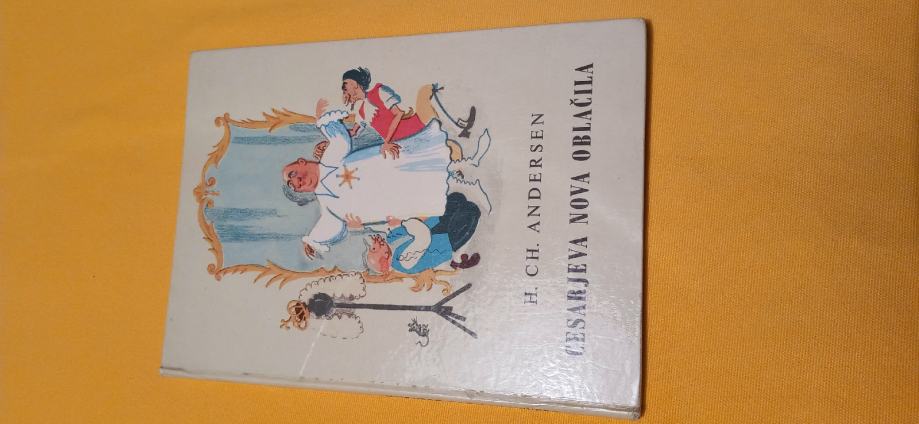 H. CH. ANDERSEN
CESARJEVA NOVA OBLAČILA